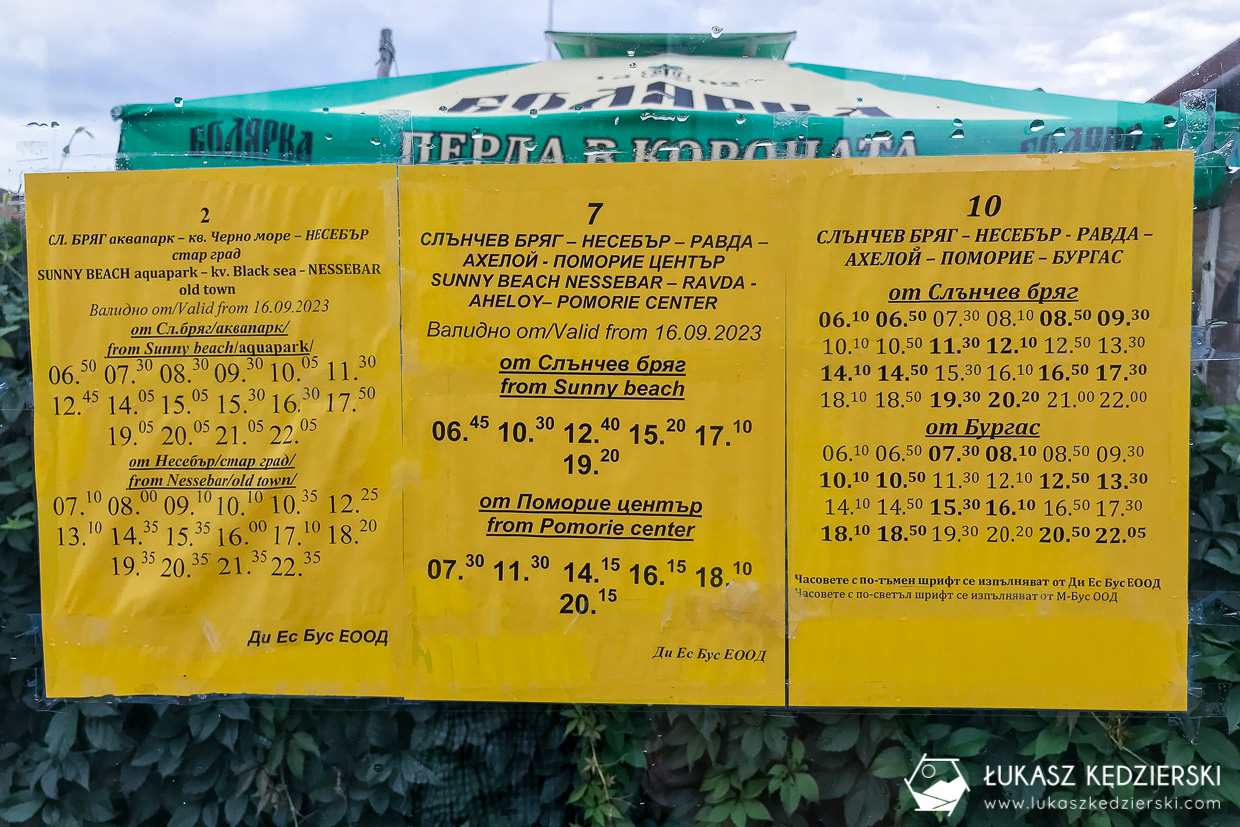 БОЛЯРКА
БОЛЯРКА
ПЕРЛА В КОРОНАТА
БОЛЯРКА
2
СЛ. БРЯГ аквапарк – кв. Черно море – НЕСЕБЪР
стар град
SUNNY BEACH aquapark – kv. Black sea - NESSEBAR
old town
Валидно от/Valid from 16.09.2023
от Сл.бряг/аквапарк/
from Sunny beach/aquapark/
06.50 07.30 08.30 09.30 10.05 11.30
12.45 14.05 15.05 15.30 16.30 17.50
19.05 20.05 21.05 22.05
от Несебър/стар град/
from Nessebar/old town/
07.10 08.00 09.10 10.10 10.35 12.25
13.10 14.35 15.35 16.00 17.10 18.20
19.35 20.35 21.35 22.35
Ди Ес Бус ЕООД
7
СЛЪНЧЕВ БРЯГ – НЕСЕБЪР – РАВДА –
АХЕЛОЙ - ПОМОРИЕ ЦЕНТЪР
SUNNY BEACH NESSEBAR – RAVDA -
AHELOY– POMORIE CENTER
Валидно от/Valid from 16.09.2023
от Слънчев бряг
from Sunny beach
06.45 10.30 12.40 15.20 17.10
19.20
от Поморие център
from Pomorie center
07.30 11.30 14.15 16.15 18.10
20.15
Ди Ес Бус ЕООД
10
СЛЪНЧЕВ БРЯГ – НЕСЕБЪР - РАВДА –
АХЕЛОЙ – ПОМОРИЕ – БУРГАС
от Слънчев бряг
06.10 06.50 07.30 08.10 08.50 09.30
10.10 10.50 11.30 12.10 12.50 13.30
14.10 14.50 15.30 16.10 16.50 17.30
18.10 18.50 19.30 20.20 21.00 22.00
от Бургас
06.10 06.50 07.30 08.10 08.50 09.30
10.10 10.50 11.30 12.10 12.50 13.30
14.10 14.50 15.30 16.10 16.50 17.30
18.10 18.50 19.30 20.20 20.50 22.05
Часовете с по-тъмен шрифт се изпълняват от Ди Ес Бус ЕООД
Часовете с по-светъл шрифт се изпълняват от М-Бус ООД
ŁUKASZ KĘDZIERSKI
www.lukaszkedzierski.com